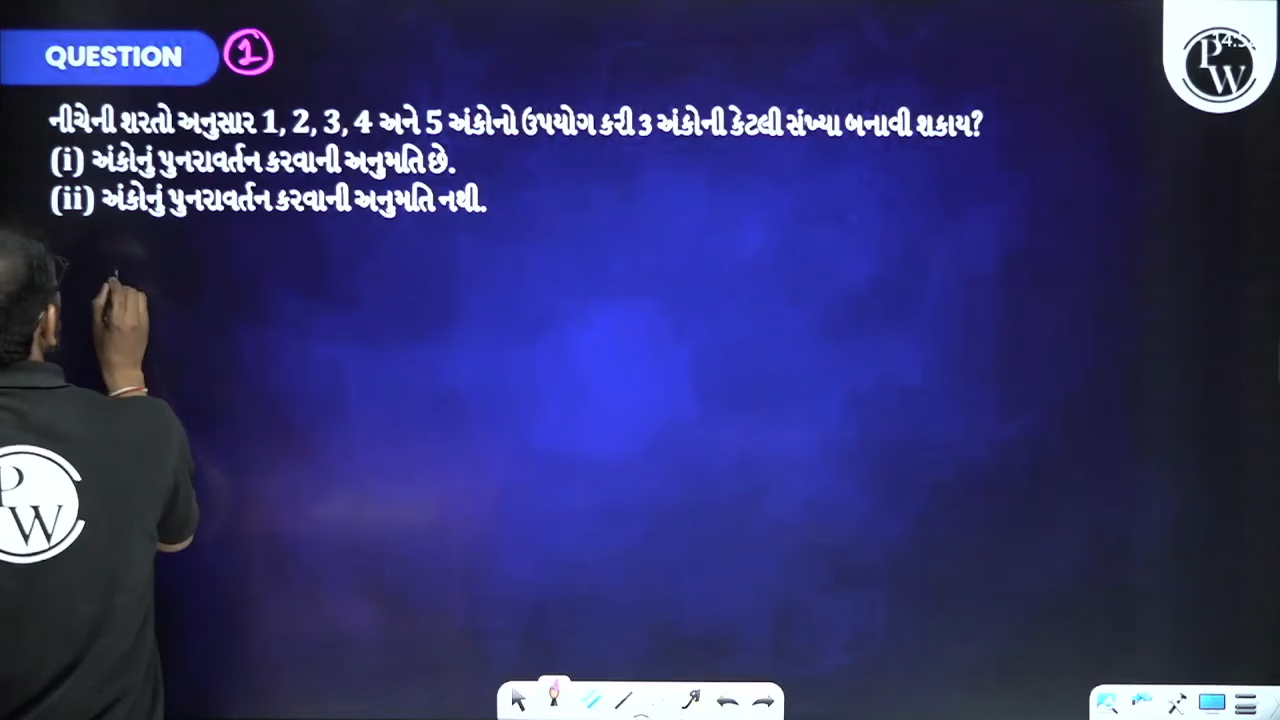 QUESTION 1
નીચેની શરતો અનુસાર 1, 2, 3, 4 અને 5 અંકોનો ઉપયોગ કરી 3 અંકોની કેટલી સંખ્યા બનાવી શકાય?
(i) અંકોનું પુનરાવર્તન કરવાની અનુમતિ છે.
(ii) અંકોનું પુનરાવર્તન કરવાની અનુમતિ નથી.
PW
PW